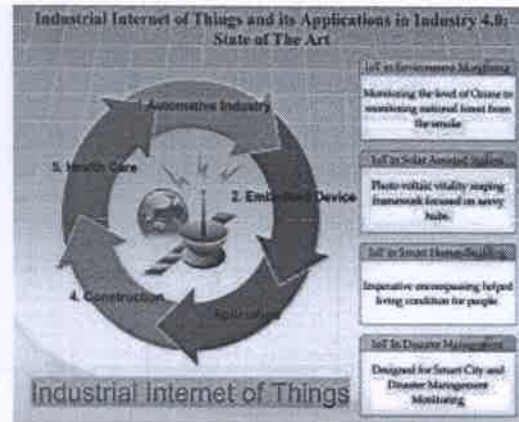 Industrial Internet of Things and its Applications in Industry 4.0:
State of The Art
1. Automative Industry
2. Embedded Device
Agriculture
4. Construction
5. Health Care
Industrial Internet of Things
IoT in Environment Monitoring
Monitoring the level of Ozone to
monitoring national forest from
the smoke.
IoT in Solar Assisted System
Photo voltaic vitality reaping
framework focused on savvy
hubs.
IoT in Smart Homes/Building
Imperative encompassing helped
living condition for people.
IoT In Disaster Management
Designed for Smart City and
Disaster Management
Monitoring